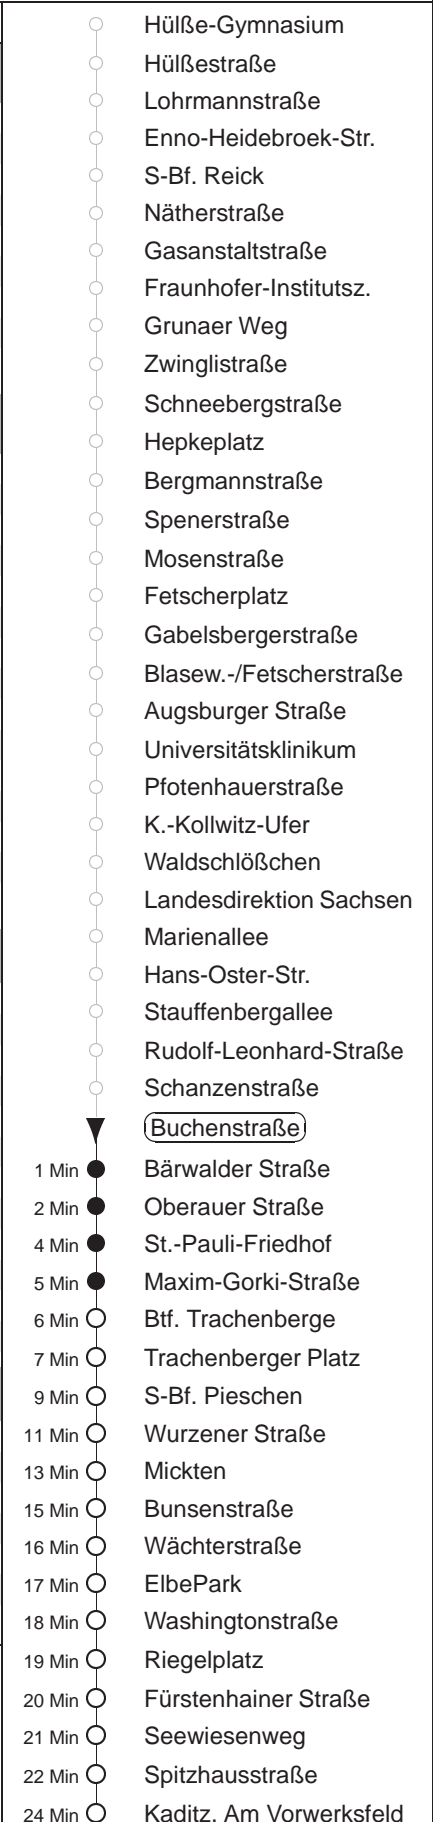 Hülße-Gymnasium
Hülßestraße
Lohrmannstraße
Enno-Heidebroek-Str.
S-Bf. Reick
Nätherstraße
Gasanstaltstraße
Fraunhofer-Institutsz.
Grunaer Weg
Zwinglistraße
Schneebergstraße
Hepkeplatz
Bergmannstraße
Spenerstraße
Mosenstraße
Fetscherplatz
Gabelsbergerstraße
Blasew.-/Fetscherstraße
Augsburger Straße
Universitätsklinikum
Pfotenhauerstraße
K.-Kollwitz-Ufer
Waldschlößchen
Landesdirektion Sachsen
Marienallee
Hans-Oster-Str.
Stauffenbergallee
Rudolf-Leonhard-Straße
Schanzenstraße
Buchenstraße
1 Min Bärwalder Straße
2 Min Oberauer Straße
4 Min St.-Pauli-Friedhof
5 Min Maxim-Gorki-Straße
6 Min Btf. Trachenberge
7 Min Trachenberger Platz
9 Min S-Bf. Pieschen
11 Min Wurzener Straße
13 Min Mickten
15 Min Bunsenstraße
16 Min Wächterstraße
17 Min ElbePark
18 Min Washingtonstraße
19 Min Riegelplatz
20 Min Fürstenhainer Straße
21 Min Seewiesenweg
22 Min Spitzhausstraße
24 Min Kaditz, Am Vorwerksfeld